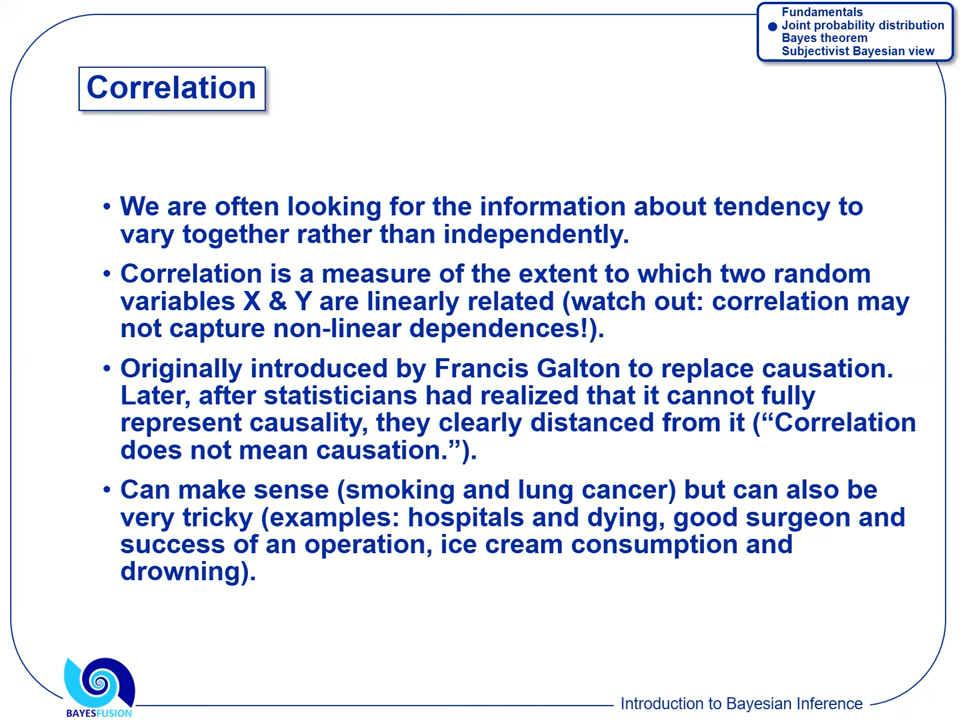 Fundamentals
Joint probability distribution
Bayes theorem
Subjectivist Bayesian view
Correlation
• We are often looking for the information about tendency to
vary together rather than independently.
• Correlation is a measure of the extent to which two random
variables X & Y are linearly related (watch out: correlation may
not capture non-linear dependences!).
• Originally introduced by Francis Galton to replace causation.
Later, after statisticians had realized that it cannot fully
represent causality, they clearly distanced from it (“Correlation
does not mean causation.”).
• Can make sense (smoking and lung cancer) but can also be
very tricky (examples: hospitals and dying, good surgeon and
success of an operation, ice cream consumption and
drowning).
BAYESFUSION
Introduction to Bayesian Inference